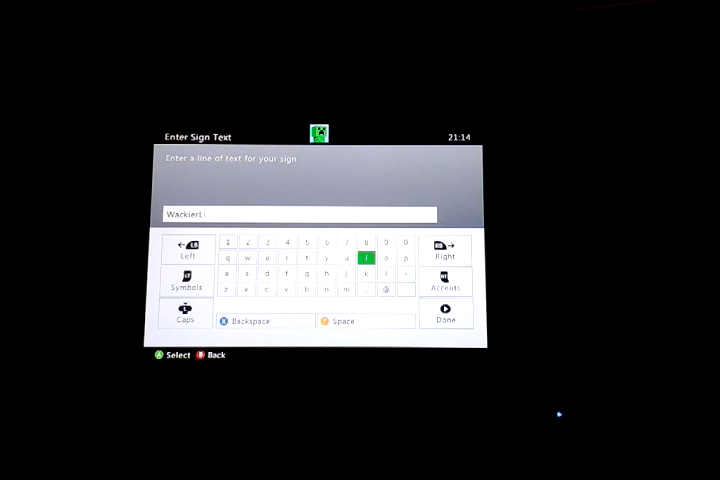 Enter Sign Text
21:14
Enter a line of text for your sign
WackierLi
LB
Left
1 2 3 4 5 6 7 8 9 0
RB
Right
q w e r t y u i o p
LT
Symbols
a s d f g h j k l -
RT
Accents
z x c v b n m _ @ .
L
Caps
X Backspace
Y Space
Done
A Select B Back